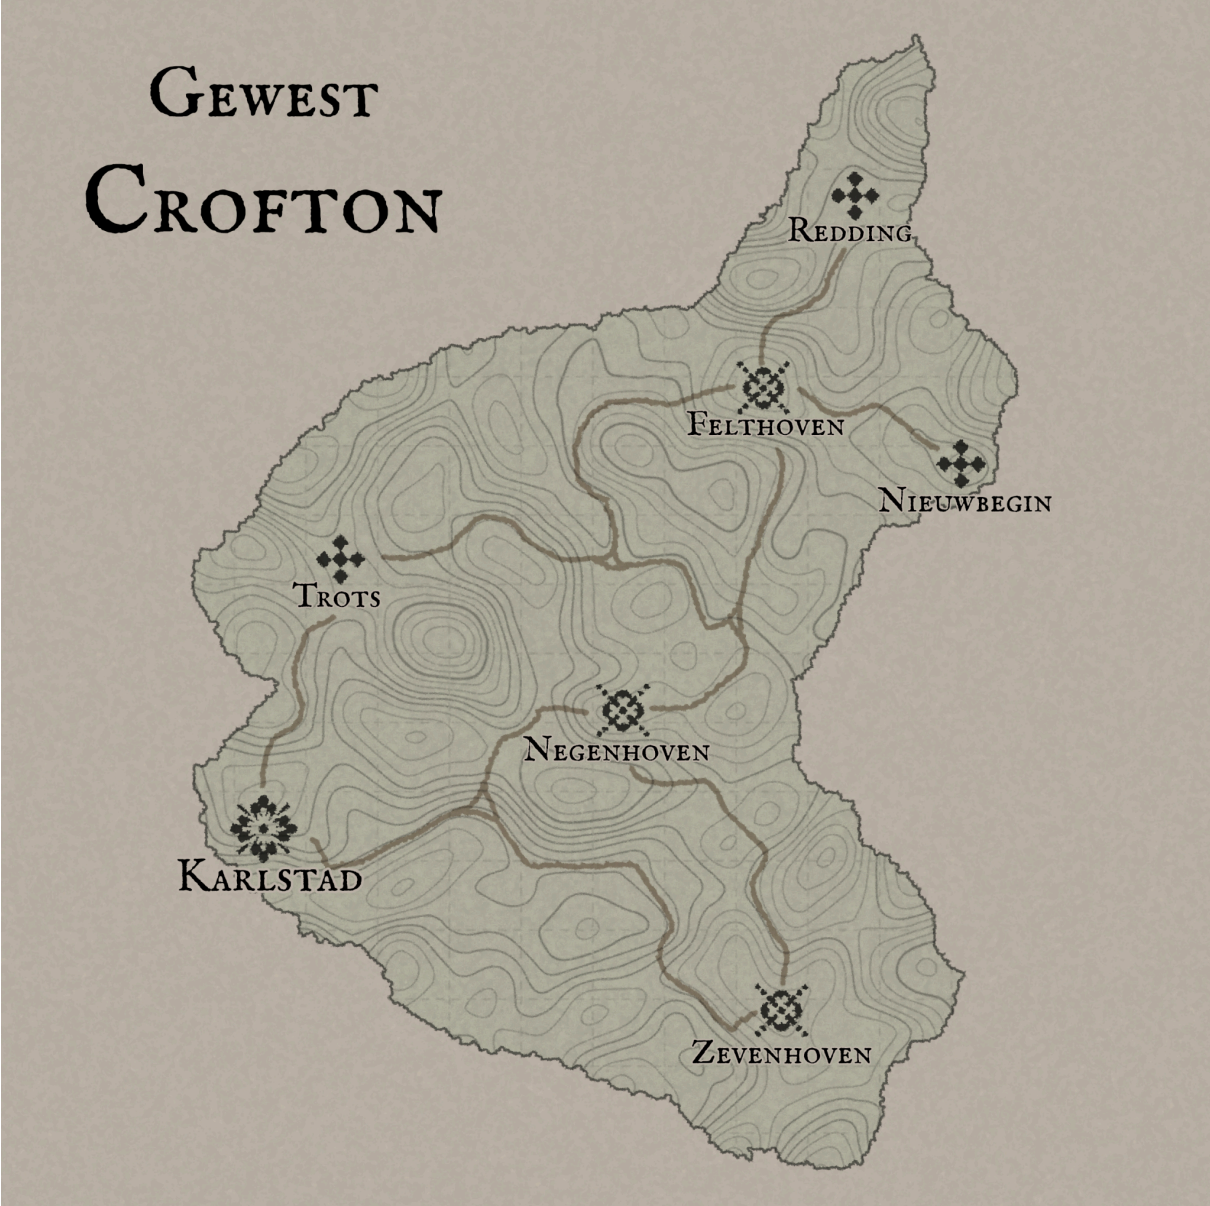 Gewest
Crofton
Redding
Felthoven
Nieuwbegin
Trots
Negenhoven
Karlstad
Zevenhoven